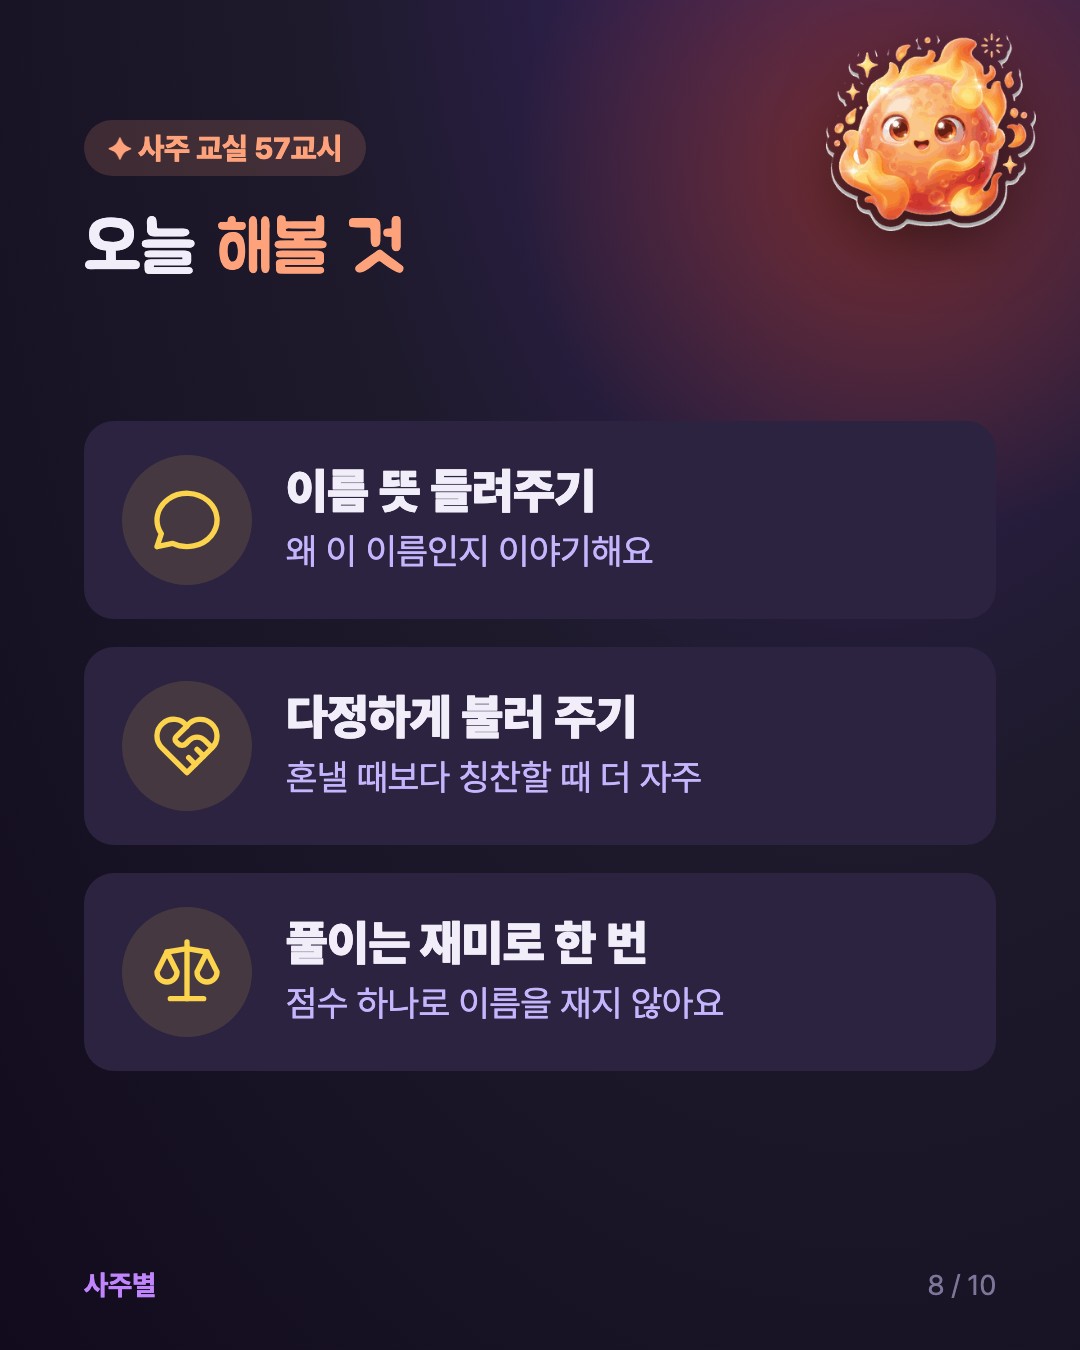 사주 교실 57교시
오늘 해볼 것
이름 뜻 들려주기
왜 이 이름인지 이야기해요
다정하게 불러 주기
혼낼 때보다 칭찬할 때 더 자주
풀이는 재미로 한 번
점수 하나로 이름을 재지 않아요
사주별
8 / 10